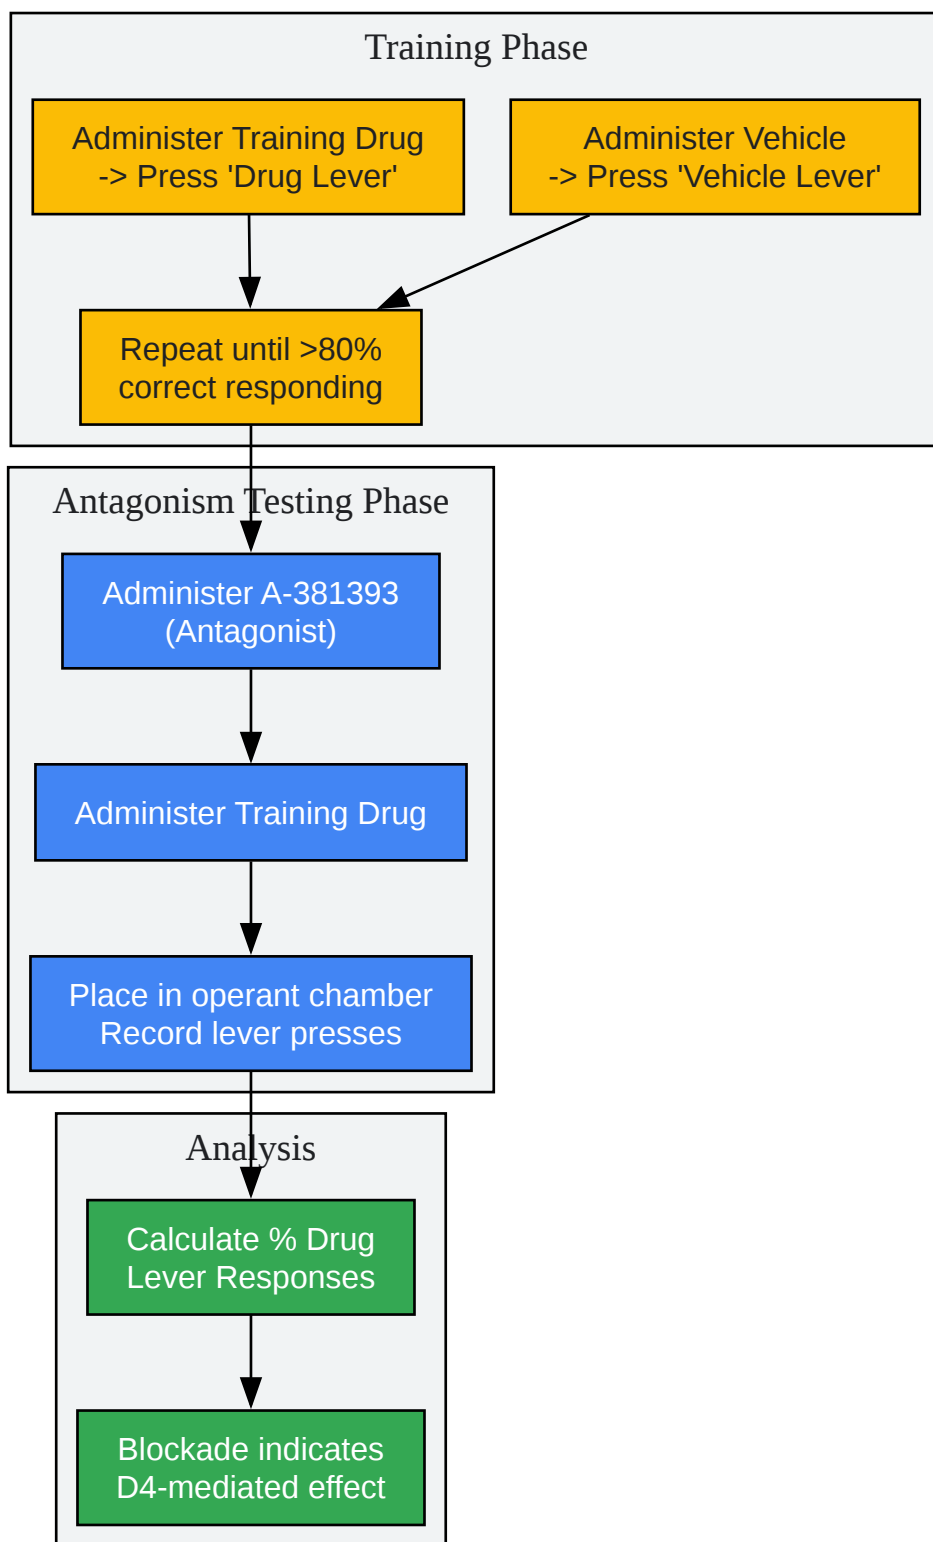 Training Phase
Administer Training Drug
-> Press 'Drug Lever'
Administer Vehicle
-> Press 'Vehicle Lever'
Repeat until >80%
correct responding
Antagonism Testing Phase
Administer A-381393
(Antagonist)
Administer Training Drug
Place in operant chamber
Record lever presses
Analysis
Calculate % Drug
Lever Responses
Blockade indicates
D4-mediated effect